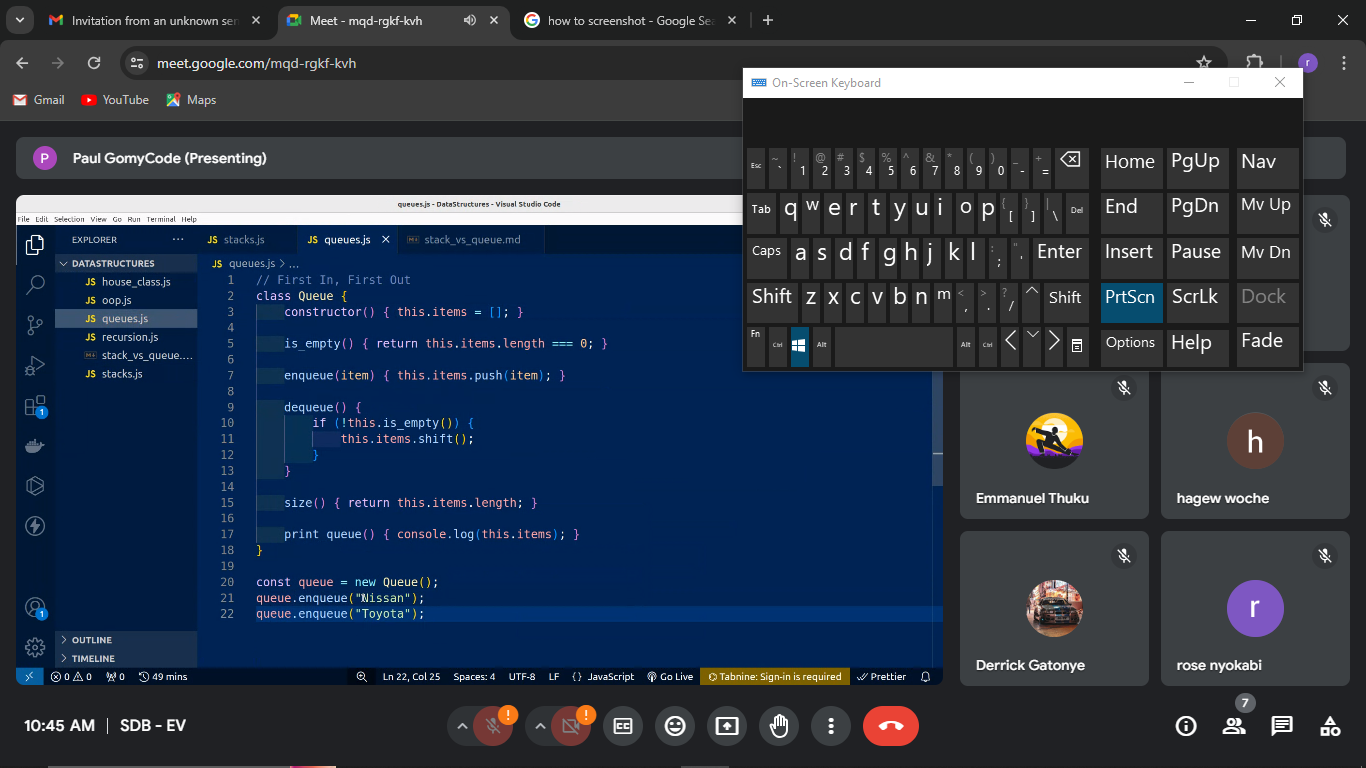 Invitation from an unknown sen
Meet - mqd-rgkf-kvh
how to screenshot - Google Sea
meet.google.com/mqd-rgkf-kvh
r
Gmail
YouTube
Maps
On-Screen Keyboard
Esc ~ ` ! 1 @ 2 # 3 $ 4 % 5 ^ 6 & 7 * 8 ( 9 ) 0 _ - + = Home PgUp Nav
Tab q w e r t y u i o p { [ } ] | \ Del End PgDn Mv Up
Caps a s d f g h j k l : ; " ' Enter Insert Pause Mv Dn
Shift z x c v b n m < , > . ? / ^ Shift PrtScn ScrLk Dock
Fn Ctrl Alt Alt Ctrl Options Help Fade
P Paul GomyCode (Presenting)
queues.js - DataStructures - Visual Studio Code
File Edit Selection View Go Run Terminal Help
EXPLORER ···
JS stacks.js
JS queues.js
stack_vs_queue.md
DATASTRUCTURES
JS house_class.js
JS oop.js
JS queues.js
JS recursion.js
stack_vs_queue....
JS stacks.js
OUTLINE
TIMELINE
1
1
JS queues.js > ...
1 // First In, First Out
2 class Queue {
3 constructor() { this.items = []; }
4
5 is_empty() { return this.items.length === 0; }
6
7 enqueue(item) { this.items.push(item); }
8
9 dequeue() {
10 if (!this.is_empty()) {
11 this.items.shift();
12 }
13 }
14
15 size() { return this.items.length; }
16
17 print queue() { console.log(this.items); }
18 }
19
20 const queue = new Queue();
21 queue.enqueue("Nissan");
22 queue.enqueue("Toyota");
0 0 0 49 mins Ln 22, Col 25 Spaces: 4 UTF-8 LF {} JavaScript Go Live Tabnine: Sign-in is required Prettier
Emmanuel Thuku
h
hagew woche
Derrick Gatonye
r
rose nyokabi
10:45 AM | SDB - EV
!
!
7